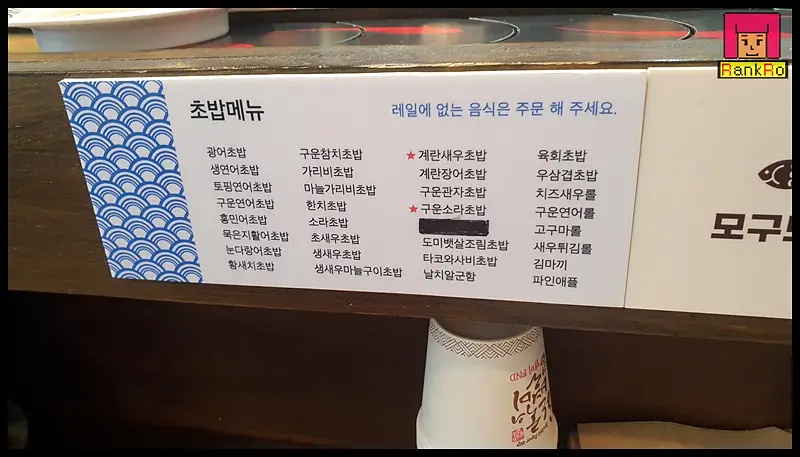 초밥메뉴
레일에 없는 음식은 주문 해 주세요.
광어초밥
생연어초밥
토핑연어초밥
구운연어초밥
홍민어초밥
묵은지활어초밥
눈다랑어초밥
황새치초밥
구운참치초밥
가리비초밥
마늘가리비초밥
한치초밥
소라초밥
초새우초밥
생새우초밥
생새우마늘구이초밥
★계란새우초밥
계란장어초밥
구운관자초밥
★구운소라초밥
도미뱃살조림초밥
타코와사비초밥
날치알군함
육회초밥
우삼겹초밥
치즈새우롤
구운연어롤
고구마롤
새우튀김롤
김마끼
파인애플
모구
RankRo